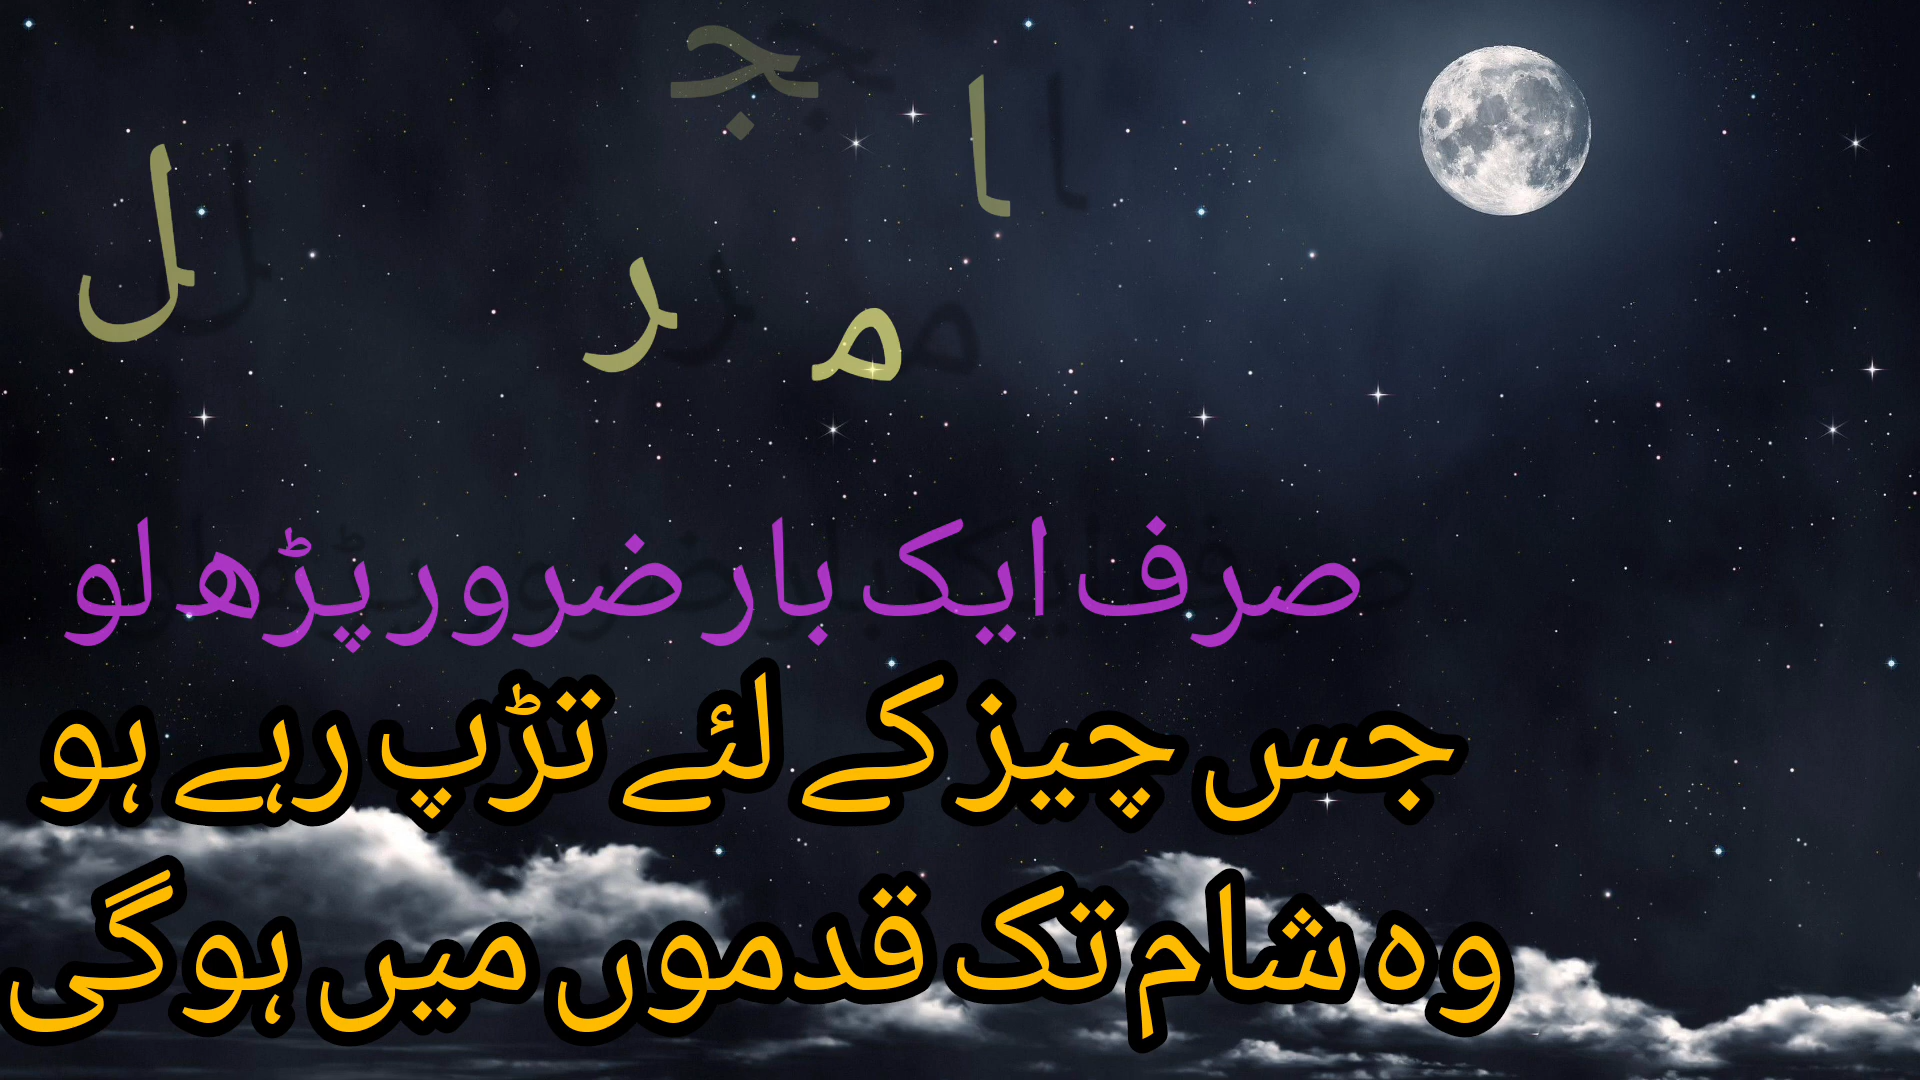 صرف ایک بار ضرور پڑھ لو
جس چیز کے لئے تڑپ رہے ہو
وہ شام تک قدموں میں ہوگی